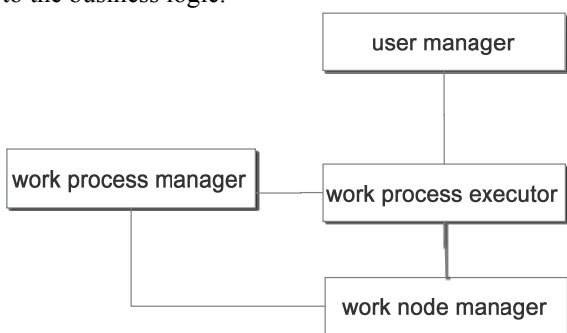 to the business logic.
user manager
work process manager
work process executor
work node manager